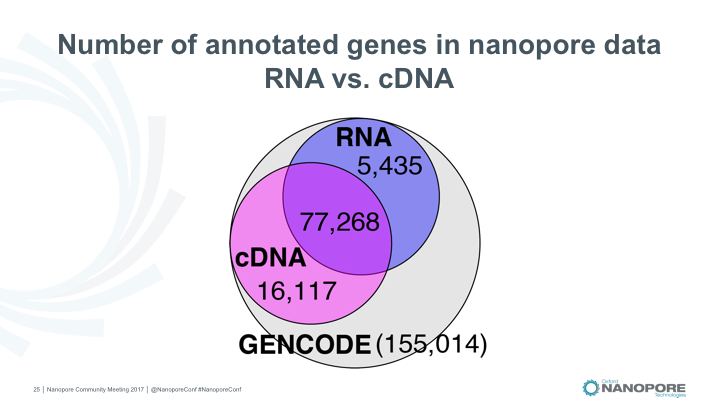 Number of annotated genes in nanopore data
RNA vs. cDNA
RNA
5,435
77,268
cDNA
16,117
GENCODE (155,014)
25 | Nanopore Community Meeting 2017 | @NanoporeConf #NanoporeConf
Oxford
NANOPORE
Technologies